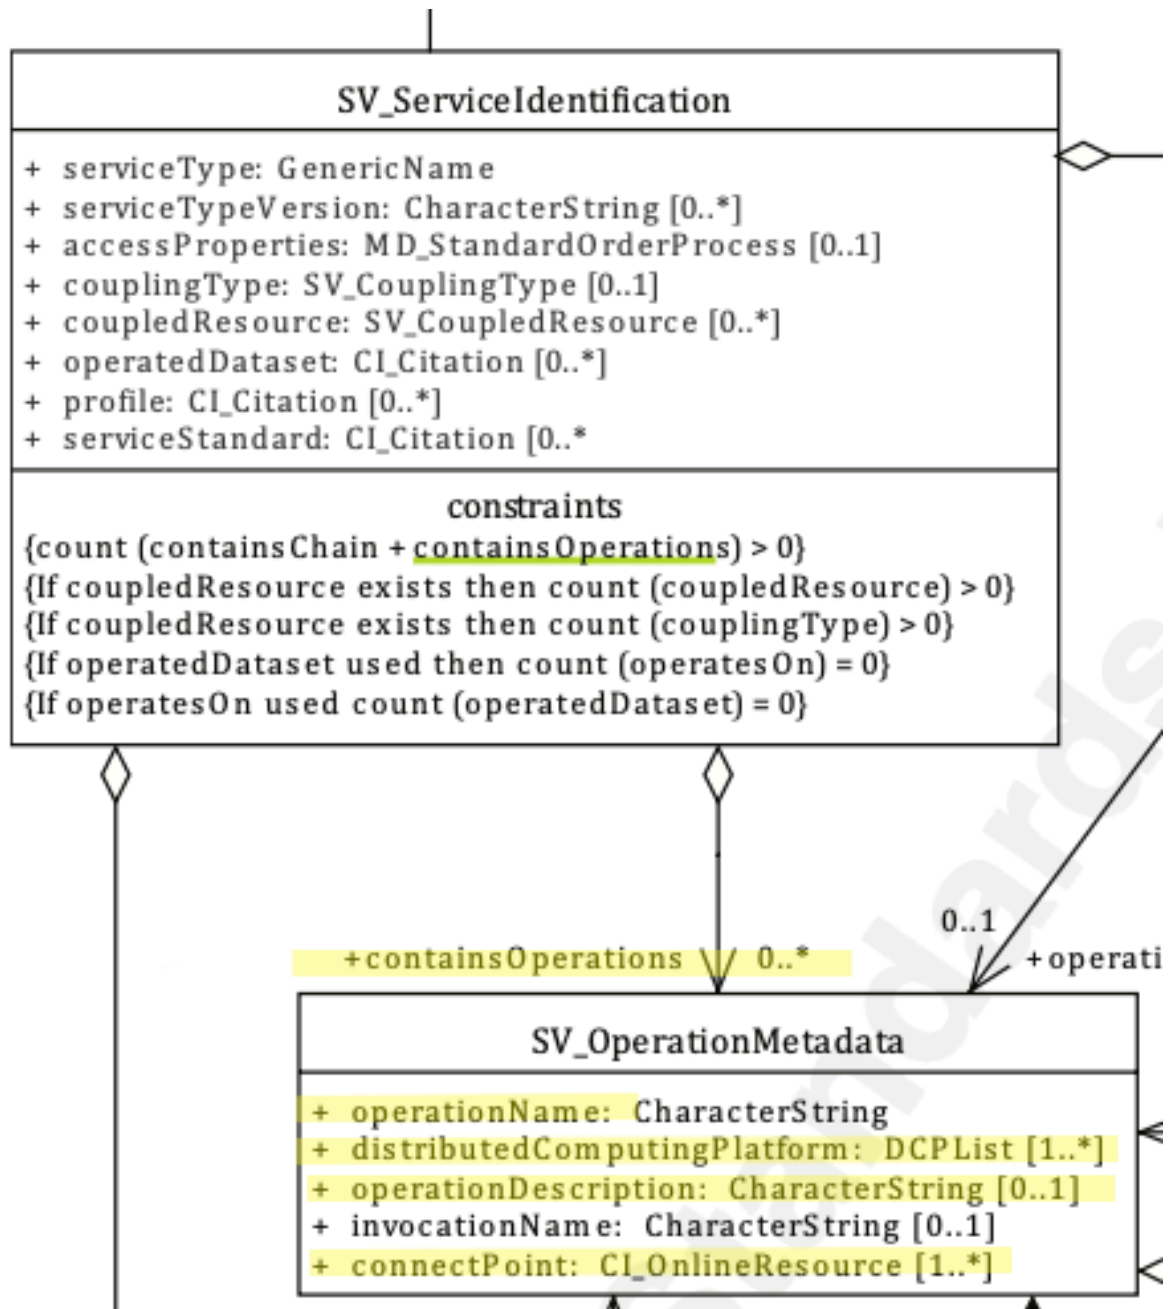 SV_ServiceIdentification
+ serviceType: GenericName
+ serviceTypeVersion: CharacterString [0..*]
+ accessProperties: MD_StandardOrderProcess [0..1]
+ couplingType: SV_CouplingType [0..1]
+ coupledResource: SV_CoupledResource [0..*]
+ operatedDataset: CI_Citation [0..*]
+ profile: CI_Citation [0..*]
+ serviceStandard: CI_Citation [0..*
constraints
{count (containsChain + containsOperations) > 0}
{If coupledResource exists then count (coupledResource) > 0}
{If coupledResource exists then count (couplingType) > 0}
{If operatedDataset used then count (operatesOn) = 0}
{If operatesOn used count (operatedDataset) = 0}
0..1
+containsOperations 0..*
+operati
SV_OperationMetadata
+ operationName: CharacterString
+ distributedComputingPlatform: DCPList [1..*]
+ operationDescription: CharacterString [0..1]
+ invocationName: CharacterString [0..1]
+ connectPoint: CI_OnlineResource [1..*]